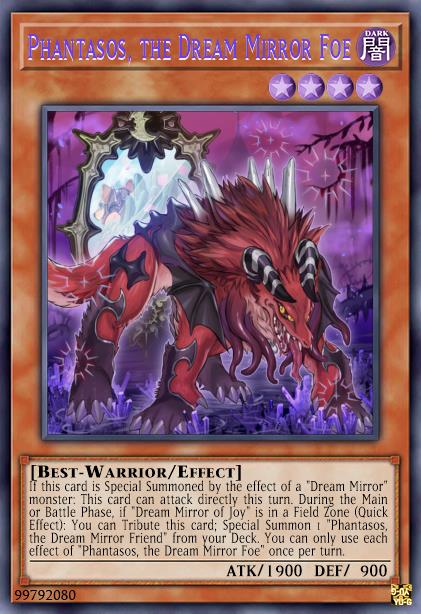 PHANTASOS, THE DREAM MIRROR FOE
DARK
闇
[BEST-WARRIOR/EFFECT]
If this card is Special Summoned by the effect of a "Dream Mirror"
monster: This card can attack directly this turn. During the Main
or Battle Phase, if "Dream Mirror of Joy" is in a Field Zone (Quick
Effect): You can Tribute this card; Special Summon 1 "Phantasos,
the Dream Mirror Friend" from your Deck. You can only use each
effect of "Phantasos, the Dream Mirror Foe" once per turn.
ATK/1900 DEF/ 900
99792080